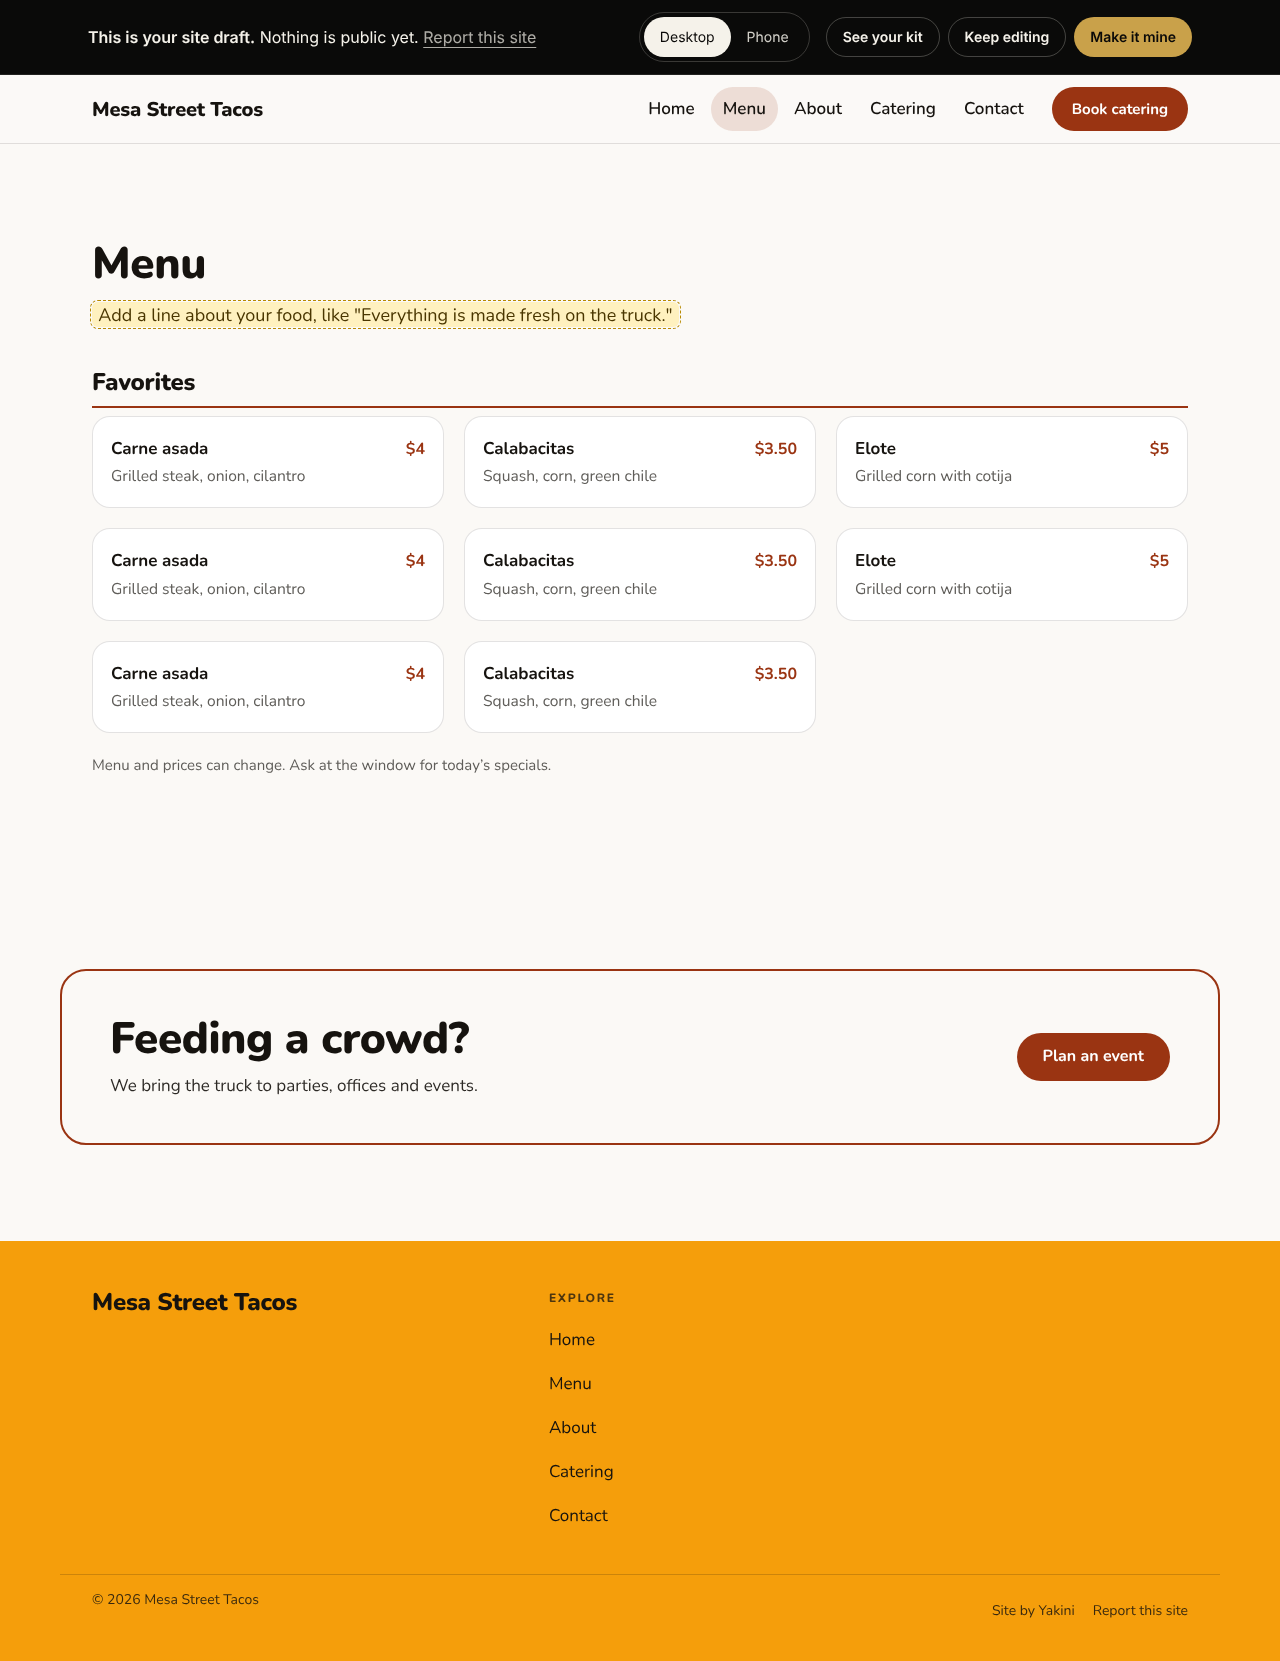 This is your site draft. Nothing is public yet. Report this site
Desktop Phone See your kit Keep editing Make it mine
Mesa Street Tacos
Home Menu About Catering Contact Book catering
Menu
Add a line about your food, like "Everything is made fresh on the truck."
Favorites
Carne asada $4
Grilled steak, onion, cilantro
Calabacitas $3.50
Squash, corn, green chile
Elote $5
Grilled corn with cotija
Carne asada $4
Grilled steak, onion, cilantro
Calabacitas $3.50
Squash, corn, green chile
Elote $5
Grilled corn with cotija
Carne asada $4
Grilled steak, onion, cilantro
Calabacitas $3.50
Squash, corn, green chile
Menu and prices can change. Ask at the window for today’s specials.
Feeding a crowd?
We bring the truck to parties, offices and events.
Plan an event
Mesa Street Tacos
EXPLORE
Home
Menu
About
Catering
Contact
© 2026 Mesa Street Tacos
Site by Yakini Report this site